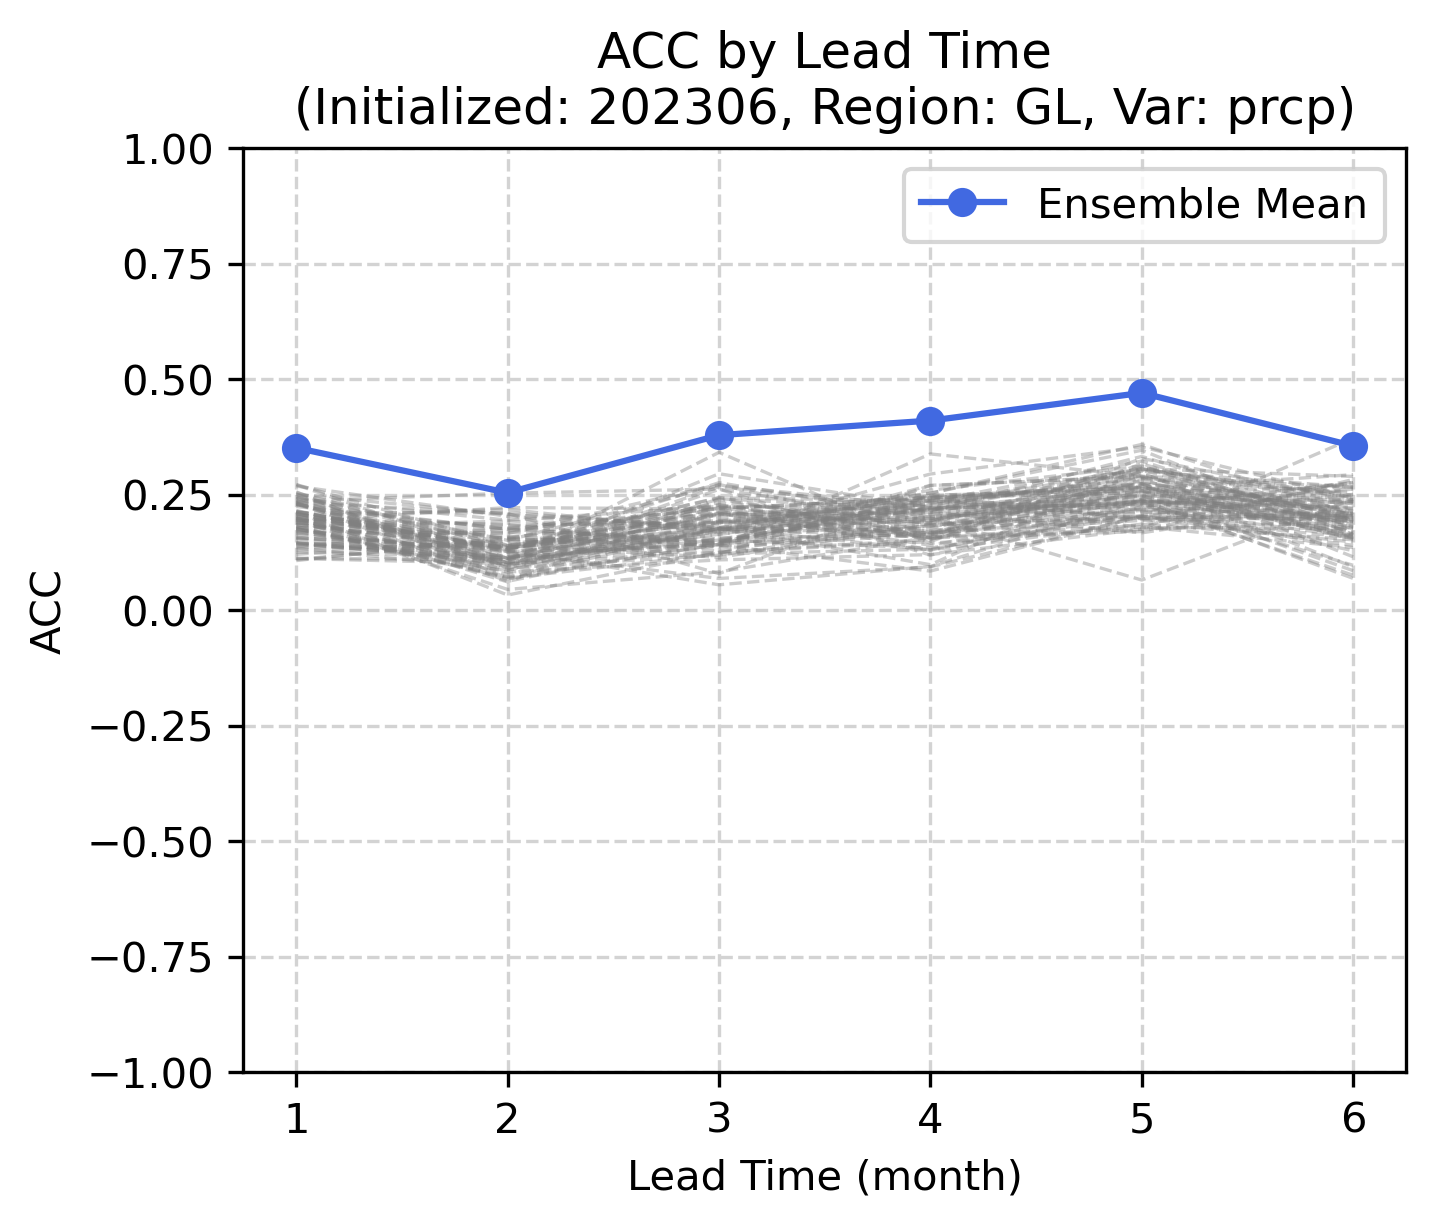 ACC by Lead Time
(Initialized: 202306, Region: GL, Var: prcp)
Ensemble Mean
ACC
1.00
0.75
0.50
0.25
0.00
−0.25
−0.50
−0.75
−1.00
1 2 3 4 5 6
Lead Time (month)